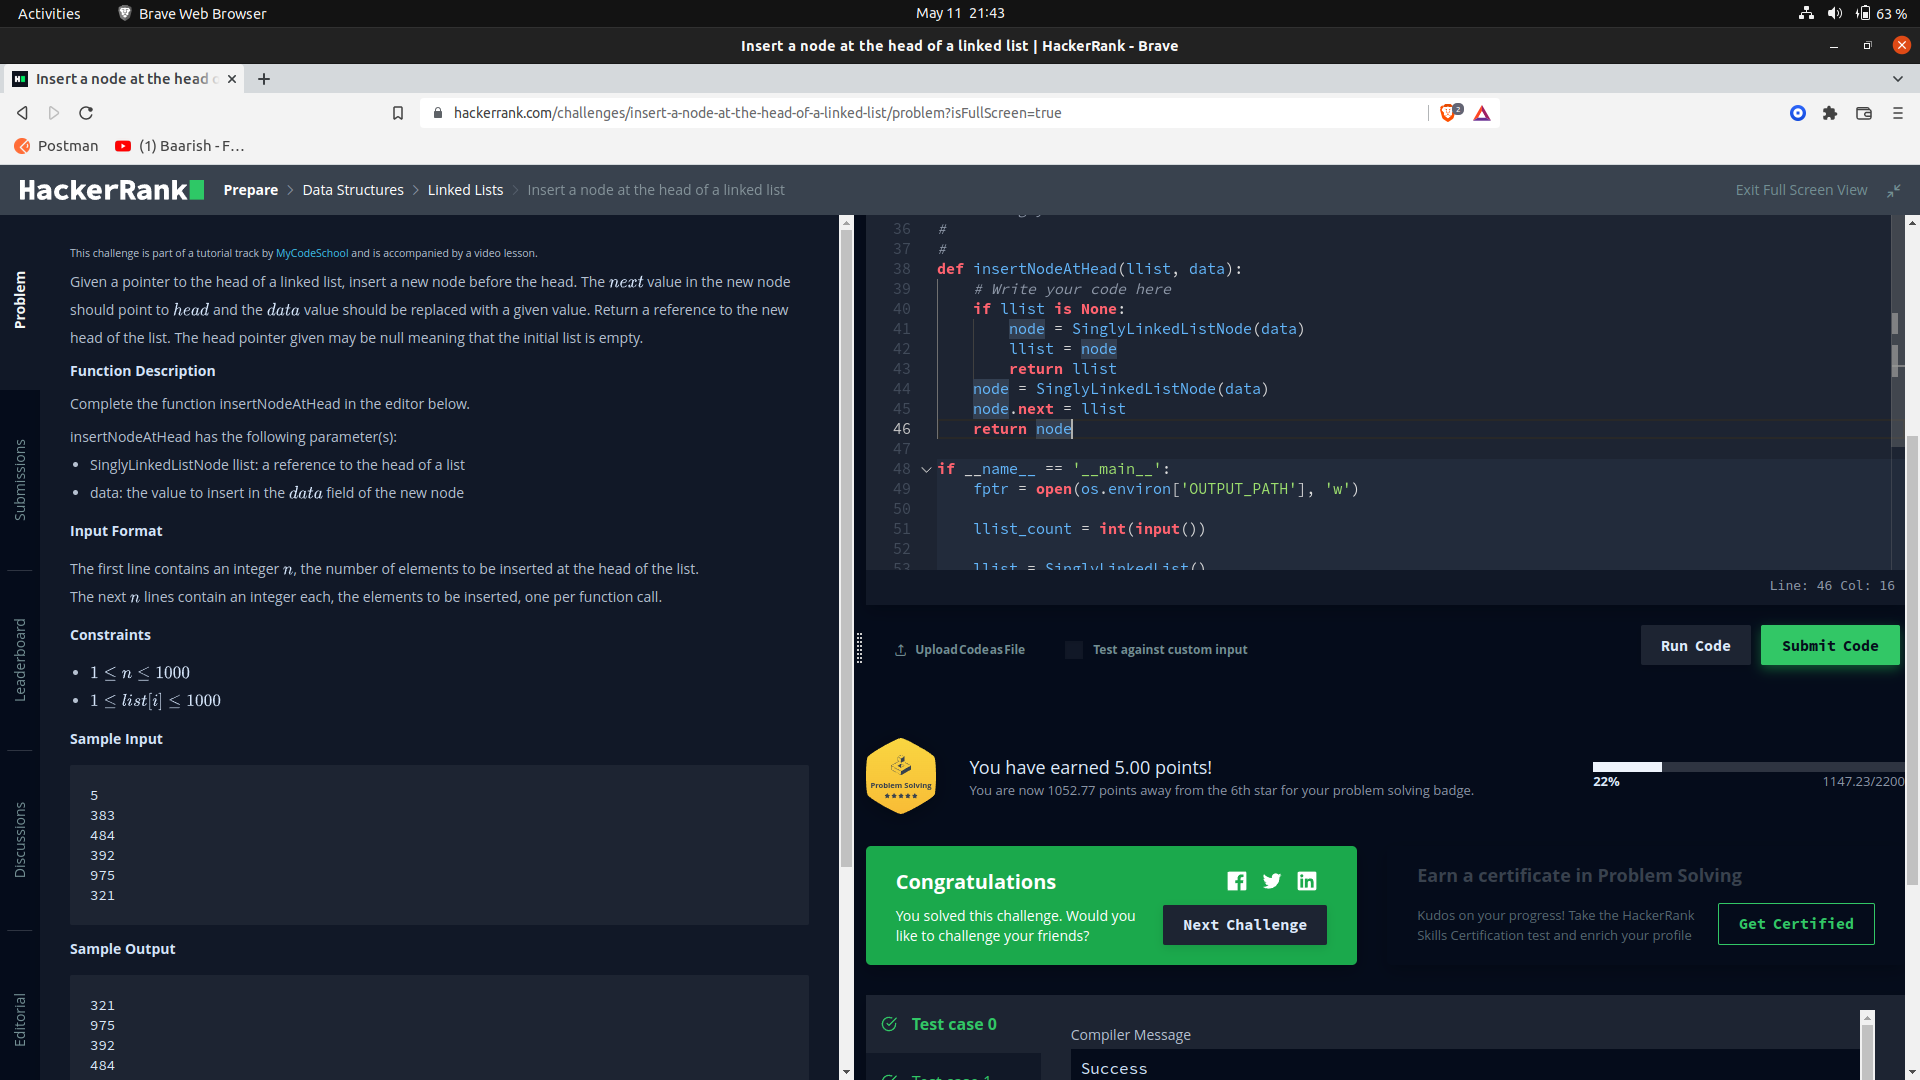 Activities
Brave Web Browser
May 11 21:43
63 %
Insert a node at the head of a linked list | HackerRank - Brave
Insert a node at the head
hackerrank.com/challenges/insert-a-node-at-the-head-of-a-linked-list/problem?isFullScreen=true
2
Postman
(1) Baarish - F…
HackerRank
Prepare
Data Structures
Linked Lists
Insert a node at the head of a linked list
Exit Full Screen View
Problem
Submissions
Leaderboard
Discussions
Editorial
This challenge is part of a tutorial track by MyCodeSchool and is accompanied by a video lesson.
Given a pointer to the head of a linked list, insert a new node before the head. The next value in the new node
should point to head and the data value should be replaced with a given value. Return a reference to the new
head of the list. The head pointer given may be null meaning that the initial list is empty.
Function Description
Complete the function insertNodeAtHead in the editor below.
insertNodeAtHead has the following parameter(s):
• SinglyLinkedListNode llist: a reference to the head of a list
• data: the value to insert in the data field of the new node
Input Format
The first line contains an integer n, the number of elements to be inserted at the head of the list.
The next n lines contain an integer each, the elements to be inserted, one per function call.
Constraints
• 1 ≤ n ≤ 1000
• 1 ≤ list[i] ≤ 1000
Sample Input
5
383
484
392
975
321
Sample Output
321
975
392
484
36 #
37 #
38 def insertNodeAtHead(llist, data):
39     # Write your code here
40     if llist is None:
41         node = SinglyLinkedListNode(data)
42         llist = node
43         return llist
44     node = SinglyLinkedListNode(data)
45     node.next = llist
46     return node
47
48 if __name__ == '__main__':
49     fptr = open(os.environ['OUTPUT_PATH'], 'w')
50
51     llist_count = int(input())
52
53     llist = SinglyLinkedList()
Line: 46 Col: 16
Upload Code as File
Test against custom input
Run Code
Submit Code
Problem Solving
You have earned 5.00 points!
You are now 1052.77 points away from the 6th star for your problem solving badge.
22%
1147.23/2200
Congratulations
You solved this challenge. Would you
like to challenge your friends?
Next Challenge
Earn a certificate in Problem Solving
Kudos on your progress! Take the HackerRank
Skills Certification test and enrich your profile
Get Certified
Test case 0
Test case 1
Compiler Message
Success